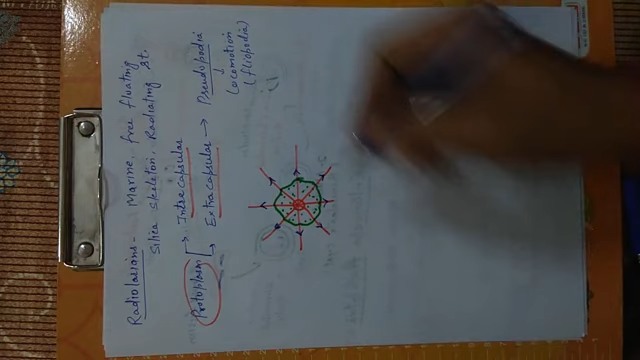 Radiolarians - Marine, free floating
Silica skeleton, Radiating St.
Protoplasm → Intracapsular
→ Extracapsular → Pseudopodia
↓
Locomotion
(filopodia)